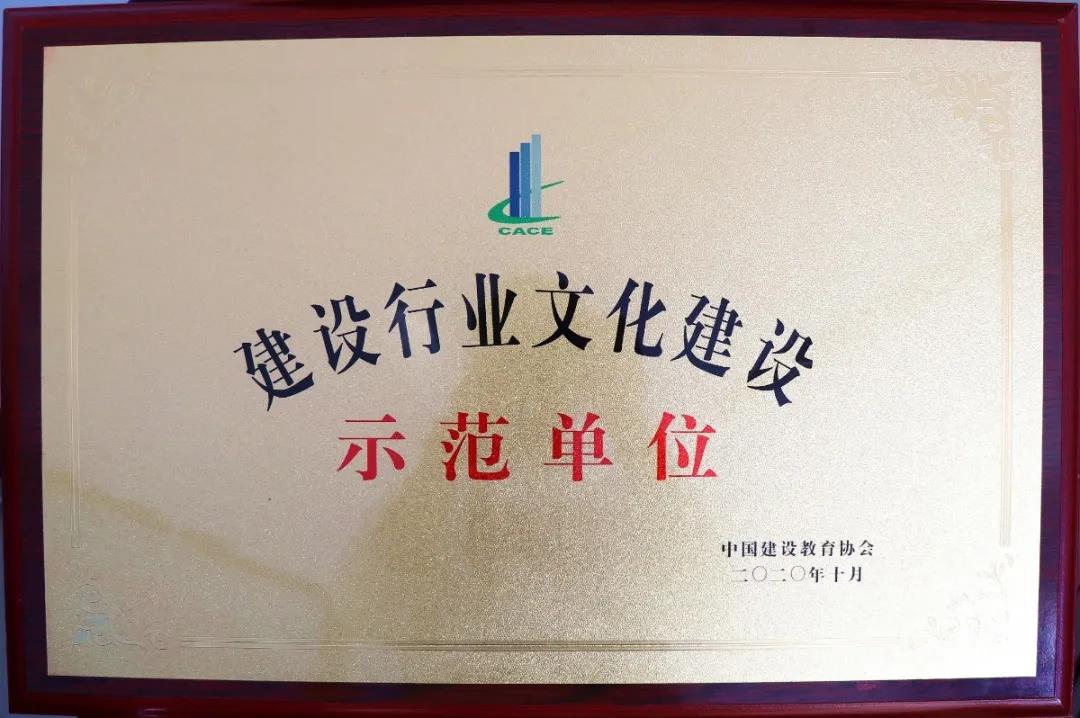 CACE
建设行业文化建设
示范单位
中国建设教育协会
二〇二〇年十月